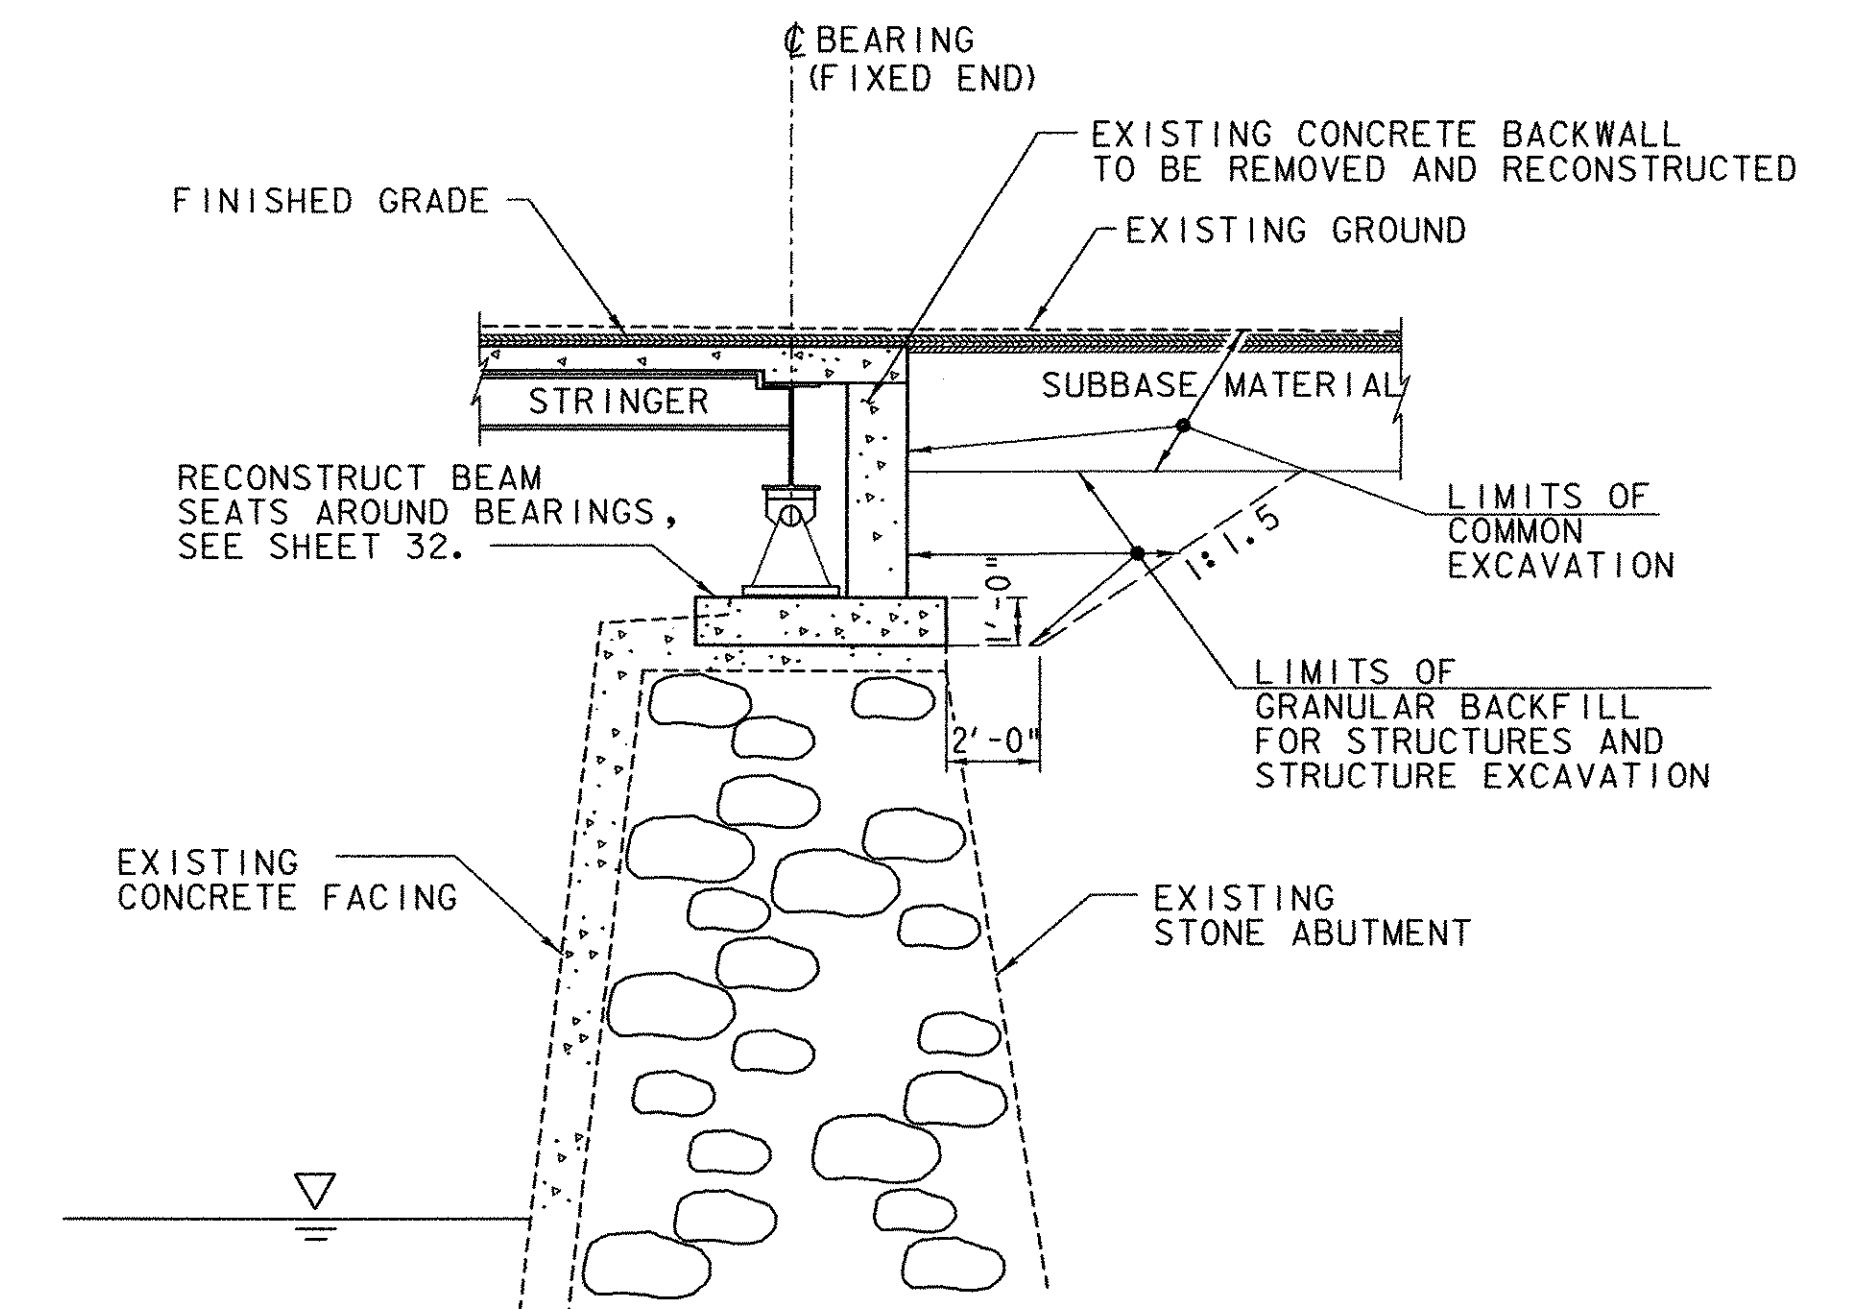 ℄ BEARING
(FIXED END)
EXISTING CONCRETE BACKWALL
TO BE REMOVED AND RECONSTRUCTED
FINISHED GRADE
EXISTING GROUND
STRINGER
SUBBASE MATERIAL
RECONSTRUCT BEAM
SEATS AROUND BEARINGS,
SEE SHEET 32.
LIMITS OF
COMMON
EXCAVATION
1:1.5
1'-0"
LIMITS OF
GRANULAR BACKFILL
FOR STRUCTURES AND
STRUCTURE EXCAVATION
2'-0"
EXISTING
CONCRETE FACING
EXISTING
STONE ABUTMENT